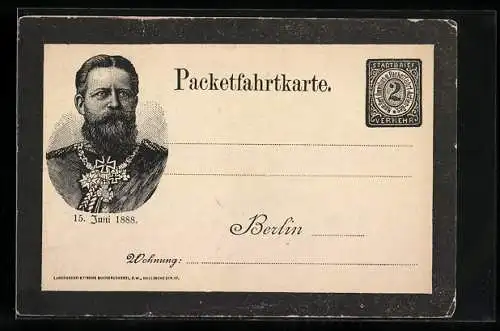 Packetfahrtkarte.
STADTBRIEF
2
VERKEHR
15. Juni 1888.
Berlin
Wohnung: